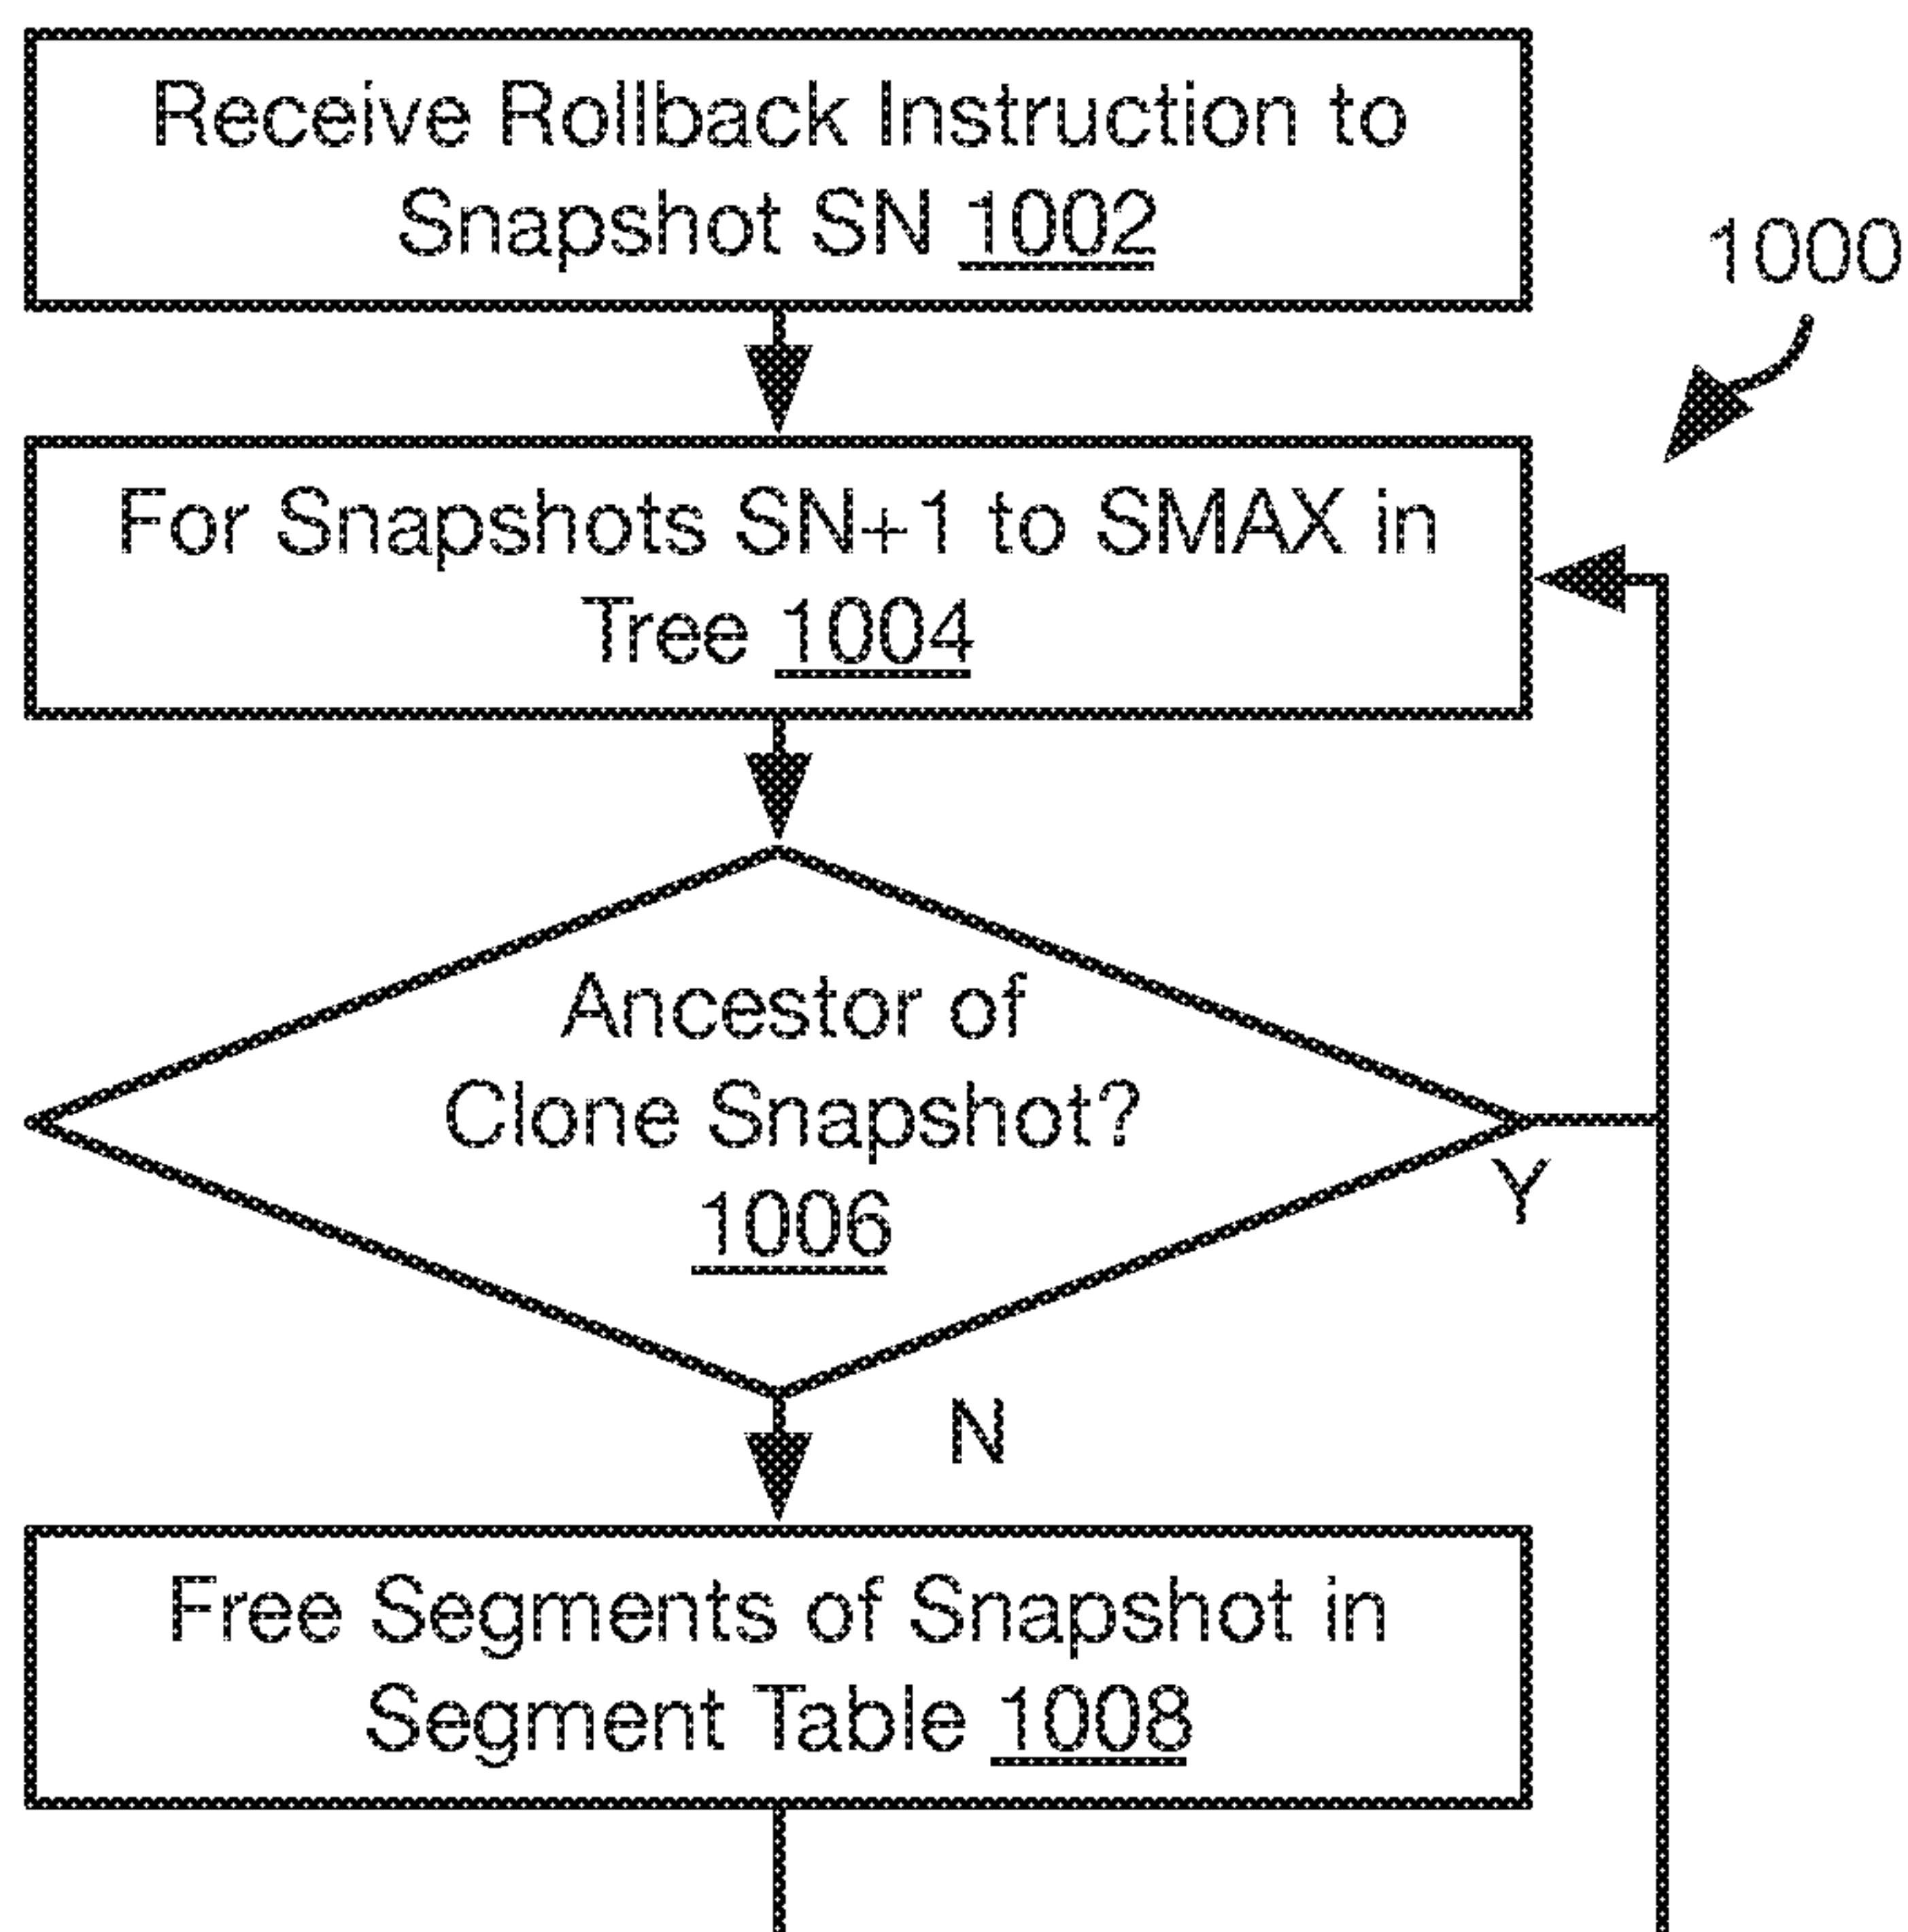 Receive Rollback Instruction to
Snapshot SN 1002
1000
For Snapshots SN+1 to SMAX in
Tree 1004
Ancestor of
Clone Snapshot?
1006
Y
N
Free Segments of Snapshot in
Segment Table 1008